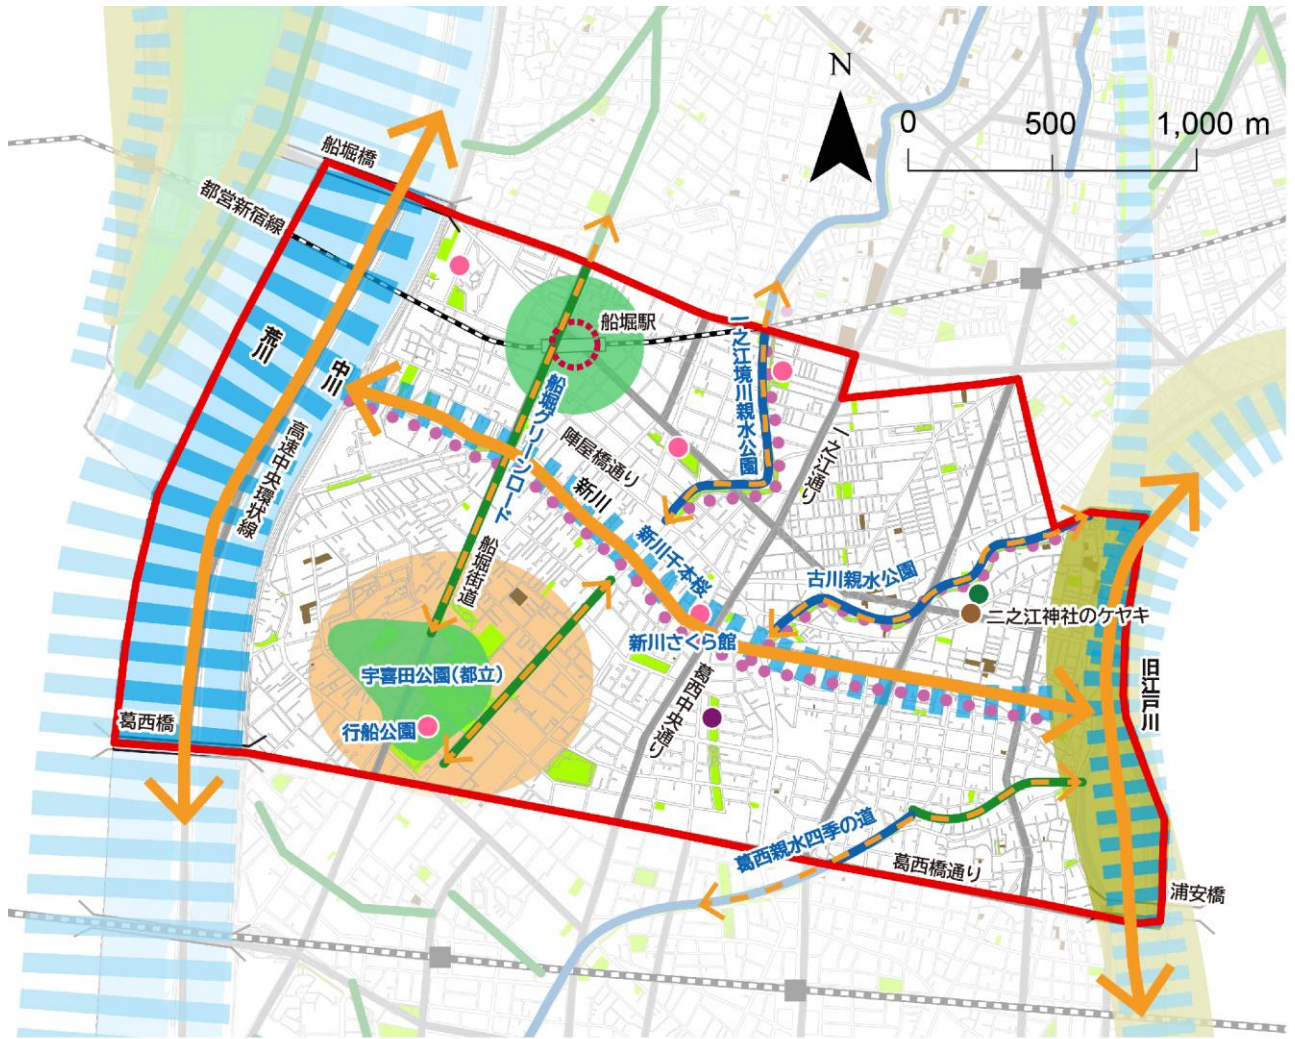 N
0 500 1,000 m
船堀橋
都営新宿線
船堀駅
荒川
中川
高速中央環状線
一之江境川親水公園
船堀グリーンロード
陣屋橋通り
一之江通り
新川
船堀街道
新川千本桜
古川親水公園
二之江神社のケヤキ
新川さくら館
宇喜田公園(都立)
葛西中央通り
旧江戸川
葛西橋
行船公園
葛西親水四季の道
葛西橋通り
浦安橋